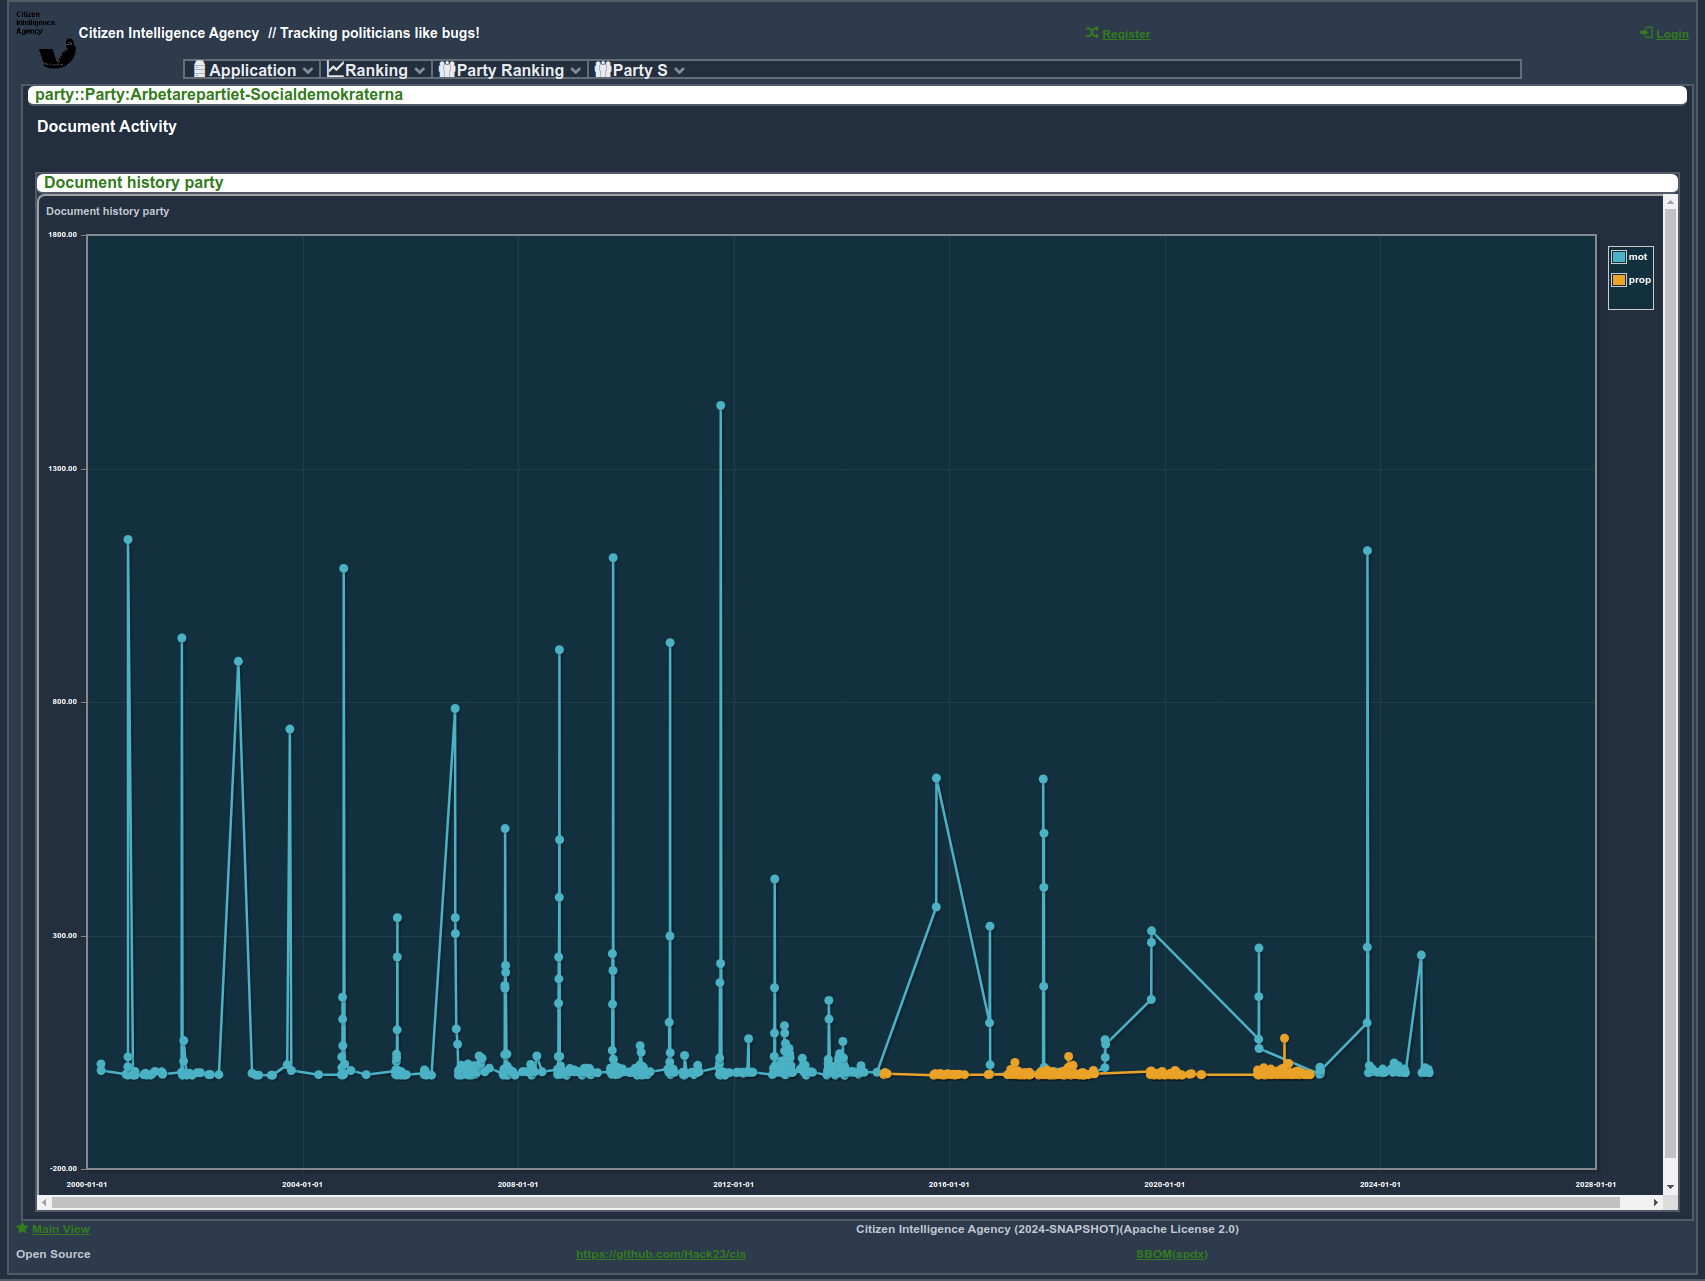 Citizen
Intelligence
Agency
Citizen Intelligence Agency // Tracking politicians like bugs!
Register
Login
Application
Ranking
Party Ranking
Party S
party::Party:Arbetarepartiet-Socialdemokraterna
Document Activity
Document history party
Document history party
1800.00
1300.00
800.00
300.00
-200.00
2000-01-01
2004-01-01
2008-01-01
2012-01-01
2016-01-01
2020-01-01
2024-01-01
2028-01-01
mot
prop
Main View
Citizen Intelligence Agency (2024-SNAPSHOT)(Apache License 2.0)
Open Source
https://github.com/Hack23/cia
SBOM(spdx)